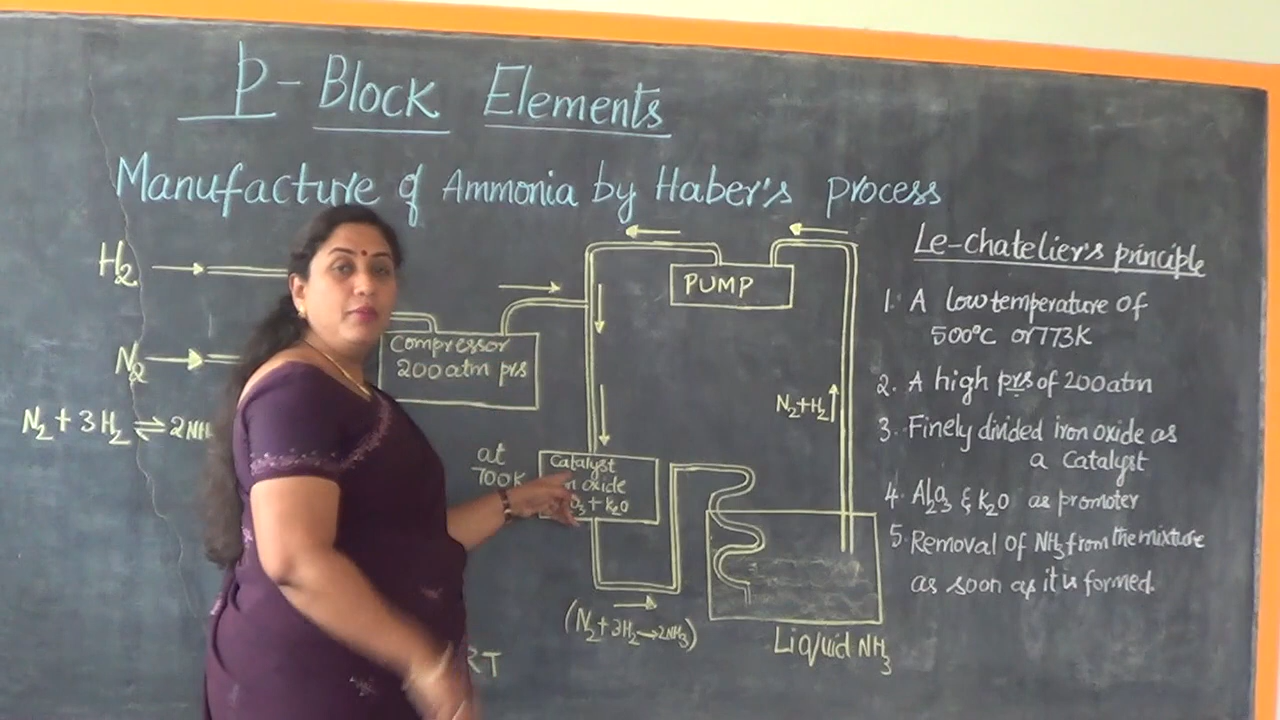 p-Block Elements
Manufacture of Ammonia by Haber's process
H₂
N₂
N₂ + 3H₂ ⇌ 2NH
Compressor
200 atm prs
PUMP
N₂+H₂
at
700K
Catalyst
oxide
+ K₂O
(N₂+3H₂→2NH₃)
Liquid NH₃
RT
Le-chatelier's principle
1. A low temperature of
500°C or 773K
2. A high prs of 200 atm
3. Finely divided iron oxide as
a Catalyst
4. Al₂O₃ & K₂O as promoter
5. Removal of NH₃ from the mixture
as soon as it is formed.